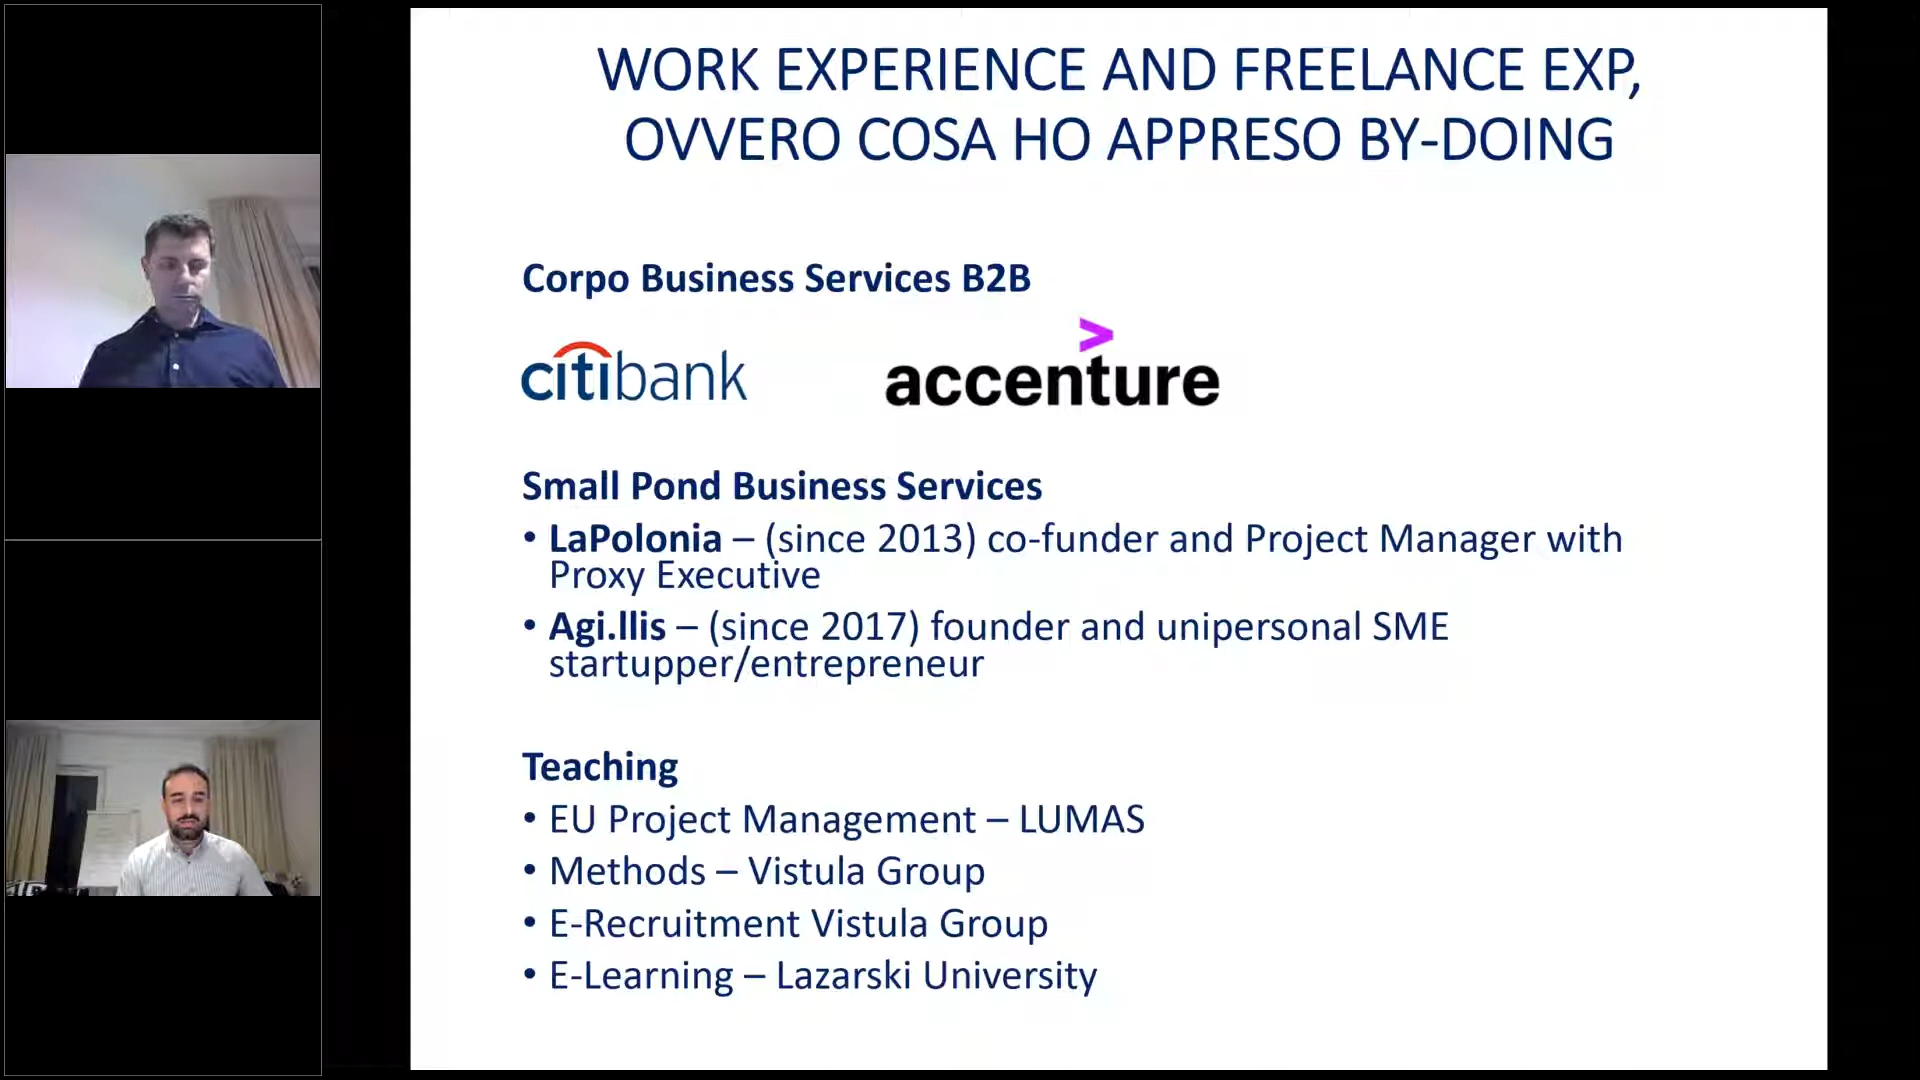 WORK EXPERIENCE AND FREELANCE EXP,
OVVERO COSA HO APPRESO BY-DOING
Corpo Business Services B2B
citibank
accenture
Small Pond Business Services
• LaPolonia – (since 2013) co-funder and Project Manager with
Proxy Executive
• Agi.llis – (since 2017) founder and unipersonal SME
startupper/entrepreneur
Teaching
• EU Project Management – LUMAS
• Methods – Vistula Group
• E-Recruitment Vistula Group
• E-Learning – Lazarski University